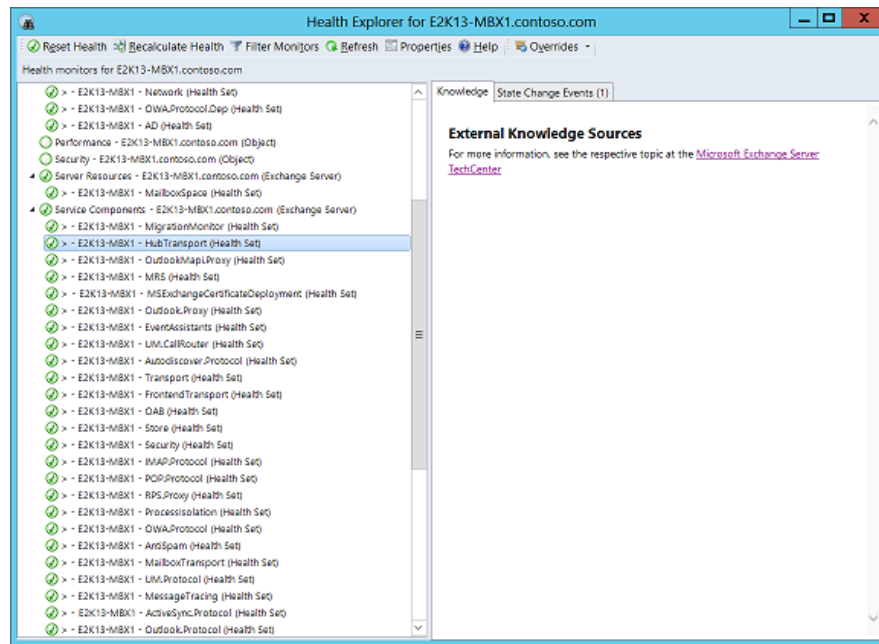 Health Explorer for E2K13-MBX1.contoso.com
Reset Health Recalculate Health Filter Monitors Refresh Properties Help Overrides
Health monitors for E2K13-MBX1.contoso.com
> - E2K13-MBX1 - Network (Health Set)
> - E2K13-MBX1 - OWA.Protocol.Dep (Health Set)
> - E2K13-MBX1 - AD (Health Set)
Performance - E2K13-MBX1.contoso.com (Object)
Security - E2K13-MBX1.contoso.com (Object)
Server Resources - E2K13-MBX1.contoso.com (Exchange Server)
> - E2K13-MBX1 - MailboxSpace (Health Set)
Service Components - E2K13-MBX1.contoso.com (Exchange Server)
> - E2K13-MBX1 - MigrationMonitor (Health Set)
> - E2K13-MBX1 - HubTransport (Health Set)
> - E2K13-MBX1 - OutlookMapi.Proxy (Health Set)
> - E2K13-MBX1 - MRS (Health Set)
> - E2K13-MBX1 - MSExchangeCertificateDeployment (Health Set)
> - E2K13-MBX1 - Outlook.Proxy (Health Set)
> - E2K13-MBX1 - EventAssistants (Health Set)
> - E2K13-MBX1 - UM.CallRouter (Health Set)
> - E2K13-MBX1 - Autodiscover.Protocol (Health Set)
> - E2K13-MBX1 - Transport (Health Set)
> - E2K13-MBX1 - FrontendTransport (Health Set)
> - E2K13-MBX1 - OAB (Health Set)
> - E2K13-MBX1 - Store (Health Set)
> - E2K13-MBX1 - Security (Health Set)
> - E2K13-MBX1 - IMAP.Protocol (Health Set)
> - E2K13-MBX1 - POP.Protocol (Health Set)
> - E2K13-MBX1 - RPS.Proxy (Health Set)
> - E2K13-MBX1 - ProcessIsolation (Health Set)
> - E2K13-MBX1 - OWA.Protocol (Health Set)
> - E2K13-MBX1 - AntiSpam (Health Set)
> - E2K13-MBX1 - MailboxTransport (Health Set)
> - E2K13-MBX1 - UM.Protocol (Health Set)
> - E2K13-MBX1 - MessageTracing (Health Set)
> - E2K13-MBX1 - ActiveSync.Protocol (Health Set)
> - E2K13-MBX1 - Outlook.Protocol (Health Set)
Knowledge State Change Events (1)
External Knowledge Sources
For more information, see the respective topic at the Microsoft Exchange Server
TechCenter